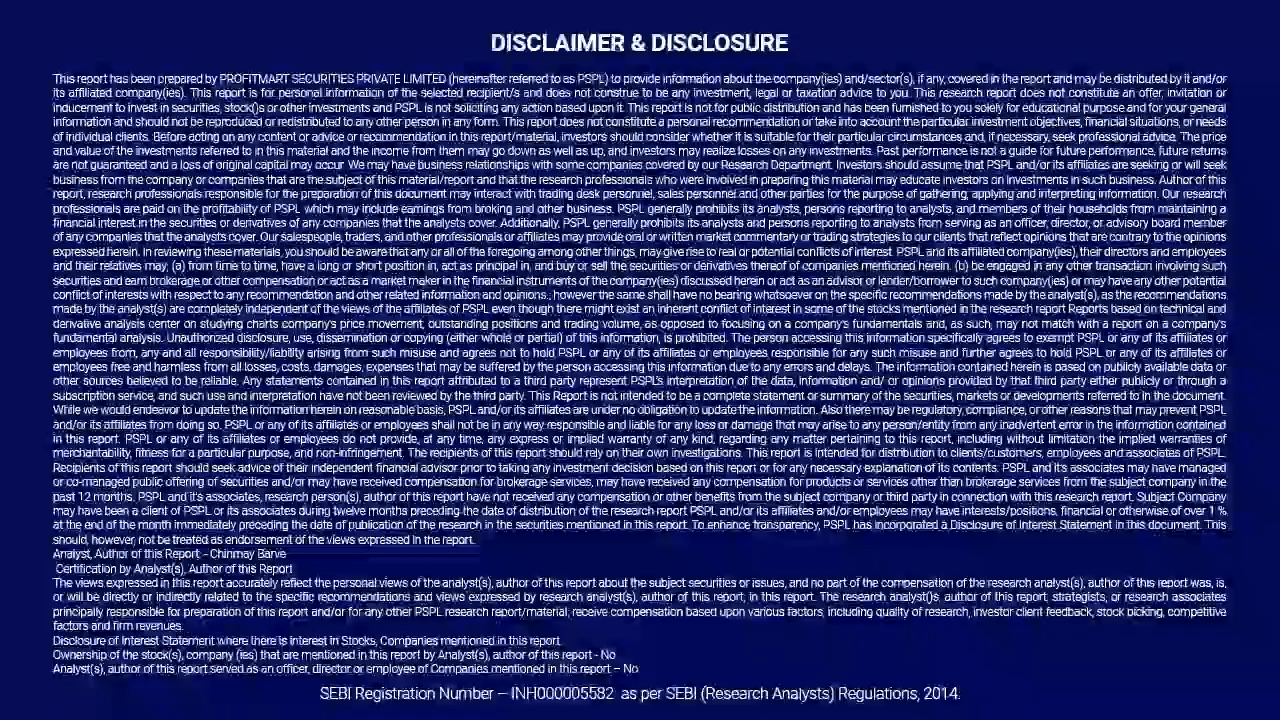 DISCLAIMER & DISCLOSURE
This report has been prepared by PROFITMART SECURITIES PRIVATE LIMITED (hereinafter referred to as PSPL) to provide information about the company(ies) and/sector(s), if any, covered in the report and may be distributed by it and/or
its affiliated company(ies). This report is for personal information of the selected recipient/s and does not construe to be any investment, legal or taxation advice to you. This research report does not constitute an offer, invitation or
inducement to invest in securities, stock()s or other investments and PSPL is not soliciting any action based upon it. This report is not for public distribution and has been furnished to you solely for educational purpose and for your general
information and should not be reproduced or redistributed to any other person in any form. This report does not constitute a personal recommendation or take into account the particular investment objectives, financial situations, or needs
of individual clients. Before acting on any content or advice or recommendation in this report/material, investors should consider whether it is suitable for their particular circumstances and, if necessary, seek professional advice. The price
and value of the investments referred to in this material and the income from them may go down as well as up, and investors may realize losses on any investments. Past performance is not a guide for future performance, future returns
are not guaranteed and a loss of original capital may occur. We may have business relationships with some companies covered by our Research Department. Investors should assume that PSPL and/or its affiliates are seeking or will seek
business from the company or companies that are the subject of this material/report and that the research professionals who were involved in preparing this material may educate investors on investments in such business. Author of this
report, research professionals responsible for the preparation of this document may interact with trading desk personnel, sales personnel and other parties for the purpose of gathering, applying and interpreting information. Our research
professionals are paid on the profitability of PSPL which may include earnings from broking and other business. PSPL generally prohibits its analysts, persons reporting to analysts, and members of their households from maintaining a
financial interest in the securities or derivatives of any companies that the analysts cover. Additionally, PSPL generally prohibits its analysts and persons reporting to analysts from serving as an officer, director, or advisory board member
of any companies that the analysts cover. Our salespeople, traders, and other professionals or affiliates may provide oral or written market commentary or trading strategies to our clients that reflect opinions that are contrary to the opinions
expressed herein. In reviewing these materials, you should be aware that any or all of the foregoing among other things, may give rise to real or potential conflicts of interest. PSPL and its affiliated company(ies), their directors and employees
and their relatives may; (a) from time to time, have a long or short position in, act as principal in, and buy or sell the securities or derivatives thereof of companies mentioned herein. (b) be engaged in any other transaction involving such
securities and earn brokerage or other compensation or act as a market maker in the financial instruments of the company(ies) discussed herein or act as an advisor or lender/borrower to such company(ies) or may have any other potential
conflict of interests with respect to any recommendation and other related information and opinions.; however the same shall have no bearing whatsoever on the specific recommendations made by the analyst(s), as the recommendations
made by the analyst(s) are completely independent of the views of the affiliates of PSPL even though there might exist an inherent conflict of interest in some of the stocks mentioned in the research report Reports based on technical and
derivative analysis center on studying charts company's price movement, outstanding positions and trading volume, as opposed to focusing on a company's fundamentals and, as such, may not match with a report on a company's
fundamental analysis. Unauthorized disclosure, use, dissemination or copying (either whole or partial) of this information, is prohibited. The person accessing this information specifically agrees to exempt PSPL or any of its affiliates or
employees from, any and all responsibility/liability arising from such misuse and agrees not to hold PSPL or any of its affiliates or employees responsible for any such misuse and further agrees to hold PSPL or any of its affiliates or
employees free and harmless from all losses, costs, damages, expenses that may be suffered by the person accessing this information due to any errors and delays. The information contained herein is based on publicly available data or
other sources believed to be reliable. Any statements contained in this report attributed to a third party represent PSPL's interpretation of the data, information and/ or opinions provided by that third party either publicly or through a
subscription service, and such use and interpretation have not been reviewed by the third party. This Report is not intended to be a complete statement or summary of the securities, markets or developments referred to in the document.
While we would endeavor to update the information herein on reasonable basis, PSPL and/or its affiliates are under no obligation to update the information. Also there may be regulatory, compliance, or other reasons that may prevent PSPL
and/or its affiliates from doing so. PSPL or any of its affiliates or employees shall not be in any way responsible and liable for any loss or damage that may arise to any person/entity from any inadvertent error in the information contained
in this report. PSPL or any of its affiliates or employees do not provide, at any time, any express or implied warranty of any kind, regarding any matter pertaining to this report, including without limitation the implied warranties of
merchantability, fitness for a particular purpose, and non-infringement. The recipients of this report should rely on their own investigations. This report is intended for distribution to clients/customers, employees and associates of PSPL.
Recipients of this report should seek advice of their independent financial advisor prior to taking any investment decision based on this report or for any necessary explanation of its contents. PSPL and it's associates may have managed
or co-managed public offering of securities and/or may have received compensation for brokerage services, may have received any compensation for products or services other than brokerage services from the subject company in the
past 12 months. PSPL and it's associates, research person(s), author of this report have not received any compensation or other benefits from the subject company or third party in connection with this research report. Subject Company
may have been a client of PSPL or its associates during twelve months preceding the date of distribution of the research report PSPL and/or its affiliates and/or employees may have interests/positions, financial or otherwise of over 1 %
at the end of the month immediately preceding the date of publication of the research in the securities mentioned in this report. To enhance transparency, PSPL has incorporated a Disclosure of Interest Statement in this document. This
should, however, not be treated as endorsement of the views expressed in the report.
Analyst, Author of this Report - Chinmay Barve
Certification by Analyst(s), Author of this Report
The views expressed in this report accurately reflect the personal views of the analyst(s), author of this report about the subject securities or issues, and no part of the compensation of the research analyst(s), author of this report was, is,
or will be directly or indirectly related to the specific recommendations and views expressed by research analyst(s), author of this report, in this report. The research analyst()s, author of this report, strategists, or research associates
principally responsible for preparation of this report and/or for any other PSPL research report/material, receive compensation based upon various factors, including quality of research, investor client feedback, stock picking, competitive
factors and firm revenues.
Disclosure of Interest Statement where there is interest in Stocks, Companies mentioned in this report.
Ownership of the stock(s), company (ies) that are mentioned in this report by Analyst(s), author of this report - No
Analyst(s), author of this report served as an officer, director or employee of Companies mentioned in this report – No
SEBI Registration Number – INH000005582 as per SEBI (Research Analysts) Regulations, 2014.